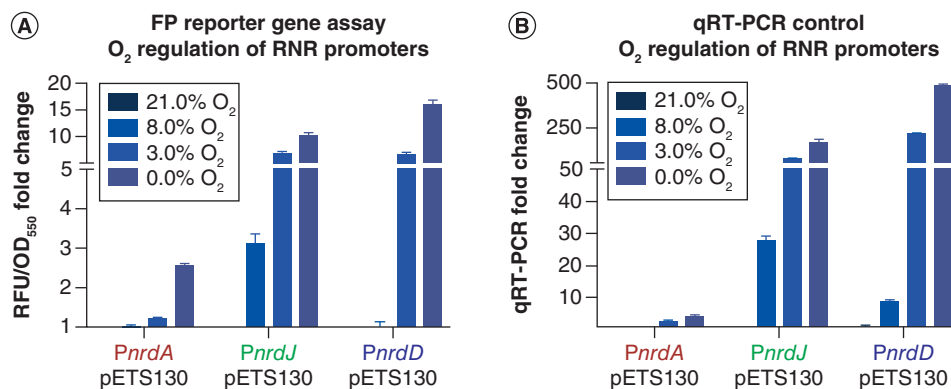 A
FP reporter gene assay
O2 regulation of RNR promoters
RFU/OD550 fold change
20
15
10
5
5
4
3
2
1
21.0% O2
8.0% O2
3.0% O2
0.0% O2
PnrdA
pETS130
PnrdJ
pETS130
PnrdD
pETS130
B
qRT-PCR control
O2 regulation of RNR promoters
qRT-PCR fold change
500
250
50
50
40
30
20
10
21.0% O2
8.0% O2
3.0% O2
0.0% O2
PnrdA
pETS130
PnrdJ
pETS130
PnrdD
pETS130